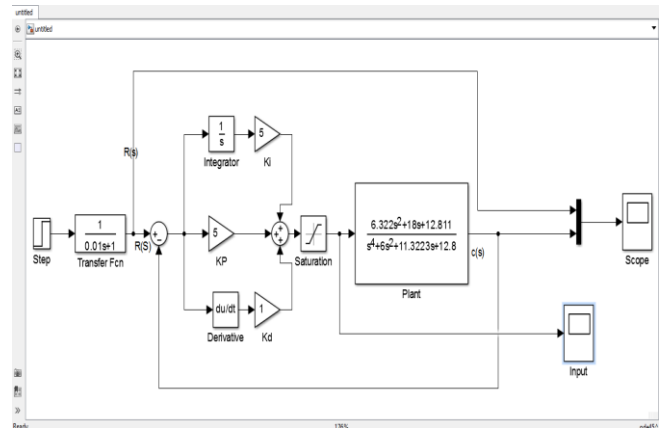 untitled
untitled
R(s)
1
s
Integrator
5
Ki
Step
1
0.01s+1
Transfer Fcn
R(S)
5
KP
Saturation
6.322s²+18s+12.811
s⁴+6s²+11.3223s+12.8
Plant
c(s)
Scope
du/dt
Derivative
1
Kd
Input
Ready